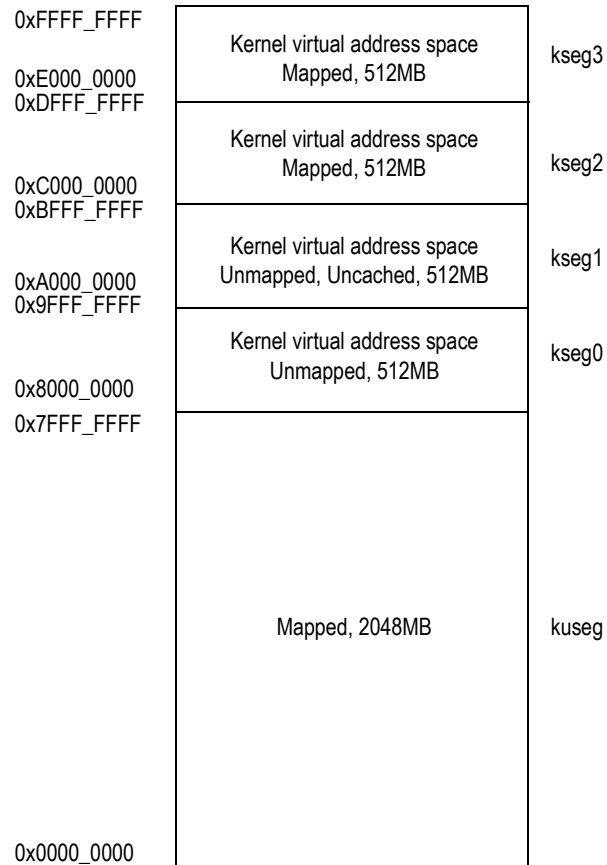 0xFFFF_FFFF
Kernel virtual address space
Mapped, 512MB
kseg3
0xE000_0000
0xDFFF_FFFF
Kernel virtual address space
Mapped, 512MB
kseg2
0xC000_0000
0xBFFF_FFFF
Kernel virtual address space
Unmapped, Uncached, 512MB
kseg1
0xA000_0000
0x9FFF_FFFF
Kernel virtual address space
Unmapped, 512MB
kseg0
0x8000_0000
0x7FFF_FFFF
Mapped, 2048MB
kuseg
0x0000_0000